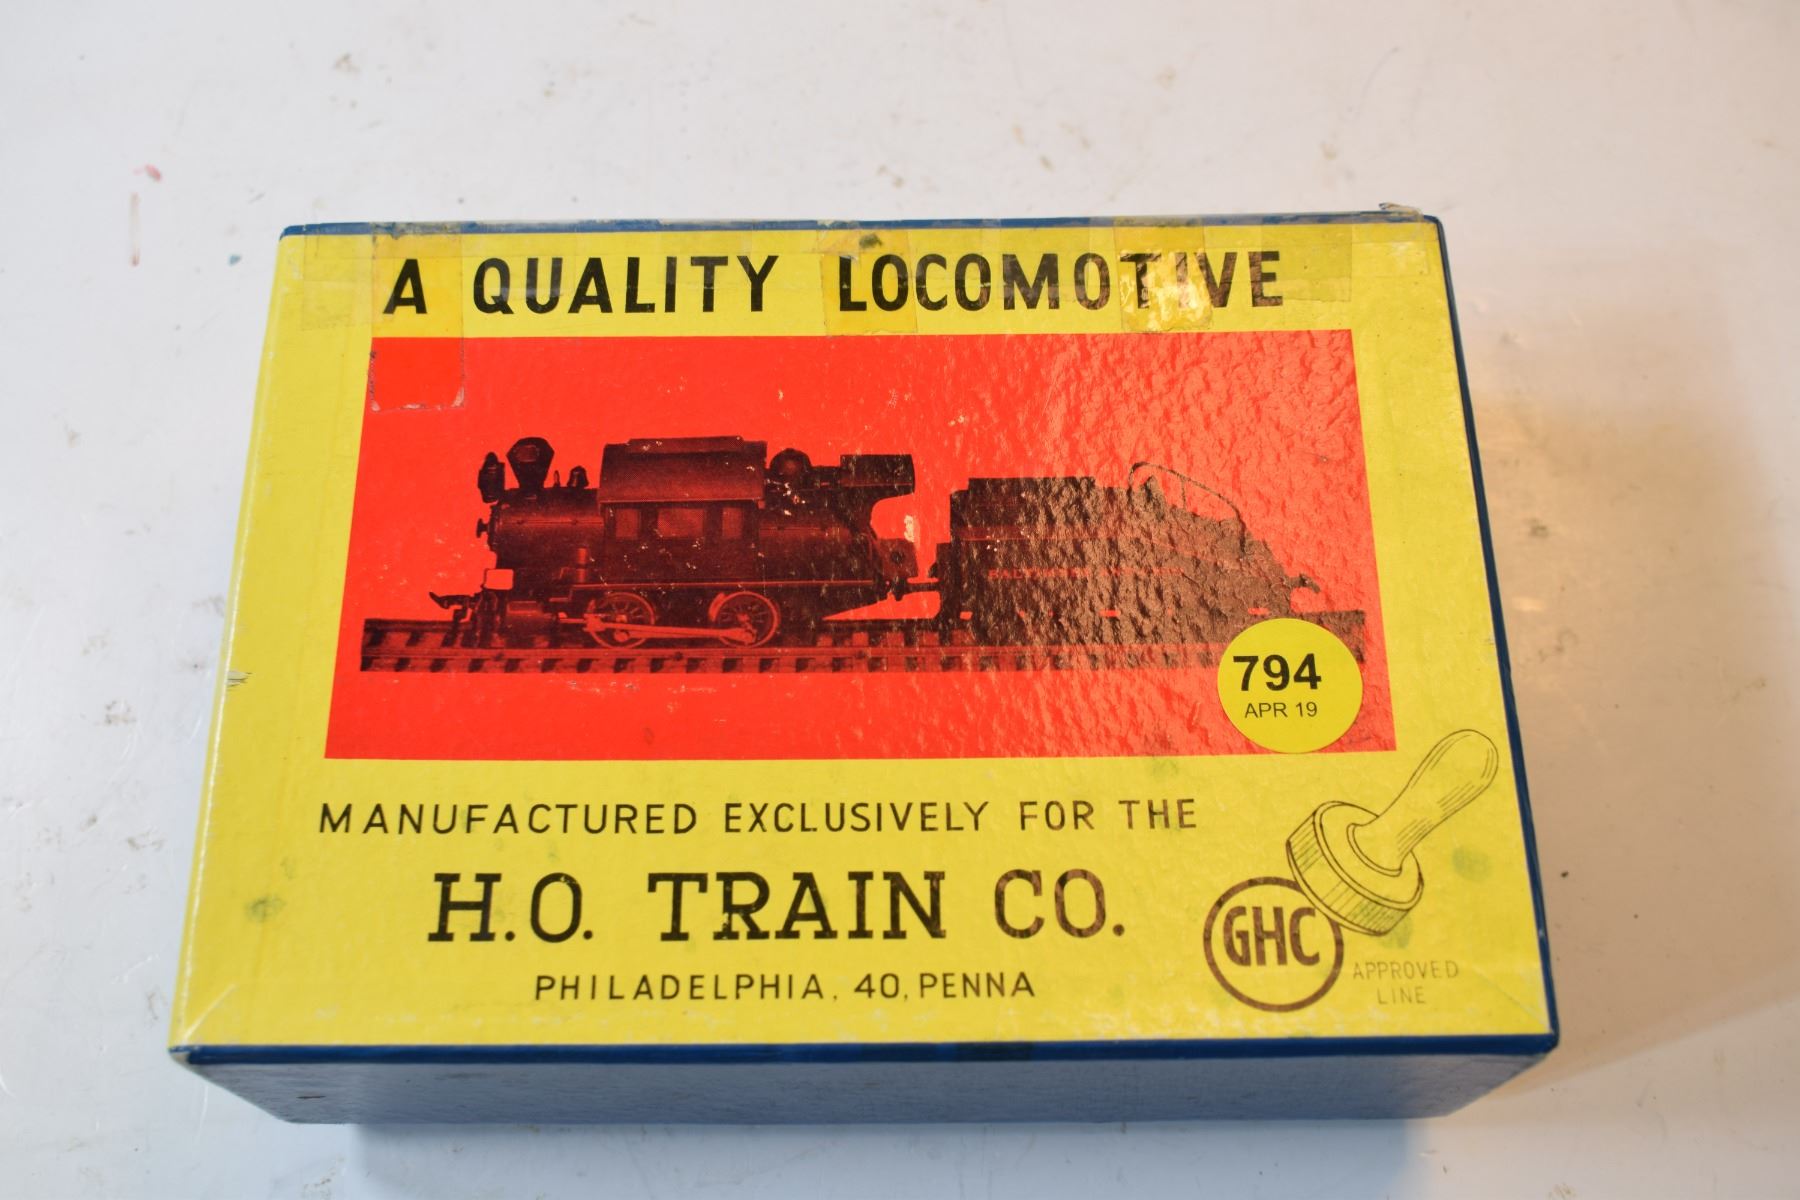 A QUALITY LOCOMOTIVE
794
APR 19
MANUFACTURED EXCLUSIVELY FOR THE
H.O. TRAIN CO.
PHILADELPHIA, 40, PENNA
GHC
APPROVED
LINE